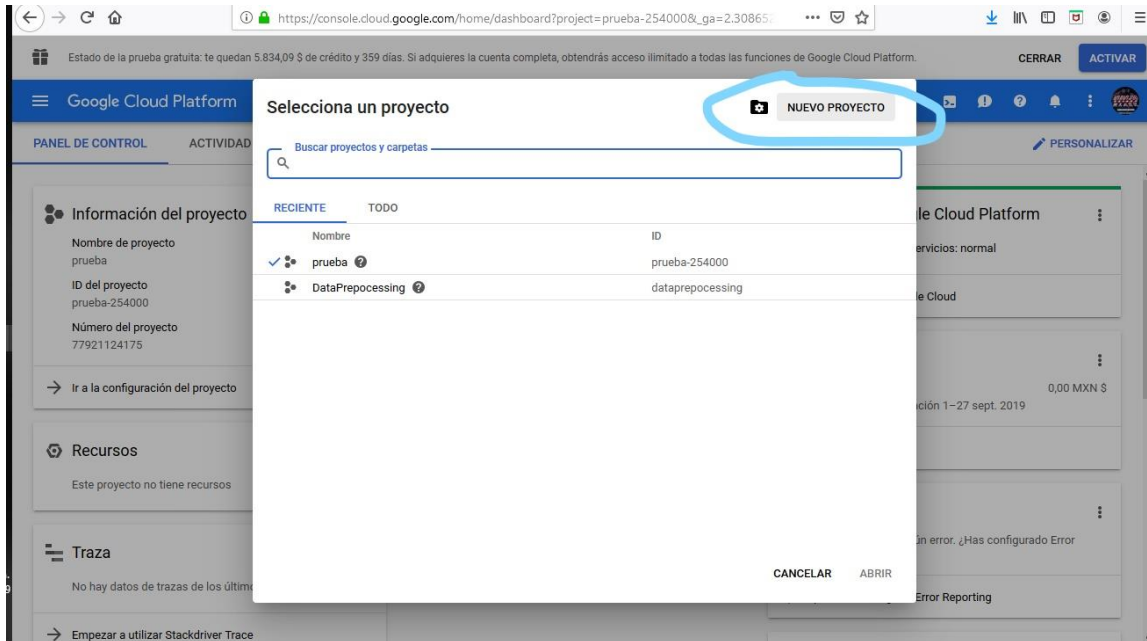 https://console.cloud.google.com/home/dashboard?project=prueba-254000&_ga=2.30865
Estado de la prueba gratuita: te quedan 5.834,09 $ de crédito y 359 días. Si adquieres la cuenta completa, obtendrás acceso ilimitado a todas las funciones de Google Cloud Platform.
CERRAR
ACTIVAR
Google Cloud Platform
PANEL DE CONTROL
ACTIVIDAD
PERSONALIZAR
Selecciona un proyecto
NUEVO PROYECTO
Buscar proyectos y carpetas
RECIENTE
TODO
Nombre
ID
prueba
prueba-254000
DataPrepocessing
dataprepocessing
CANCELAR
ABRIR
Información del proyecto
Nombre de proyecto
prueba
ID del proyecto
prueba-254000
Número del proyecto
77921124175
Ir a la configuración del proyecto
Recursos
Este proyecto no tiene recursos
Traza
No hay datos de trazas de los último
Empezar a utilizar Stackdriver Trace
le Cloud Platform
ervicios: normal
le Cloud
0,00 MXN $
ación 1–27 sept. 2019
ún error. ¿Has configurado Error
Error Reporting